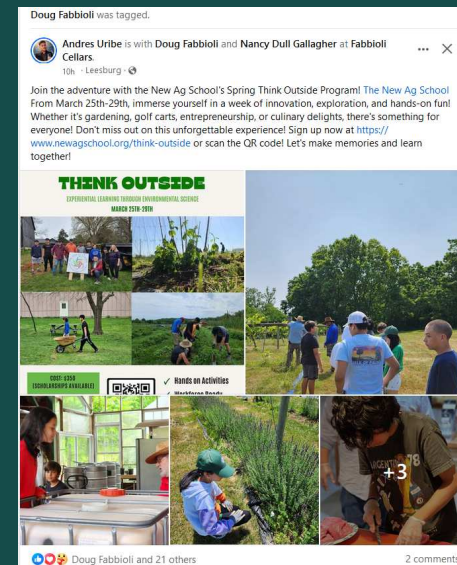 Doug Fabbioli was tagged.
Andres Uribe is with Doug Fabbioli and Nancy Dull Gallagher at Fabbioli
Cellars.
10h · Leesburg ·
Join the adventure with the New Ag School's Spring Think Outside Program! The New Ag School
From March 25th-29th, immerse yourself in a week of innovation, exploration, and hands-on fun!
Whether it's gardening, golf carts, entrepreneurship, or culinary delights, there's something for
everyone! Don't miss out on this unforgettable experience! Sign up now at https://
www.newagschool.org/think-outside or scan the QR code! Let's make memories and learn
together!
THINK OUTSIDE
EXPERIENTIAL LEARNING THROUGH ENVIRONMENTAL SCIENCE
MARCH 25TH-29TH
COST: $350
(SCHOLARSHIPS AVAILABLE)
✓ Hands on Activities
Workforce Ready
78
+3
Doug Fabbioli and 21 others
2 comments